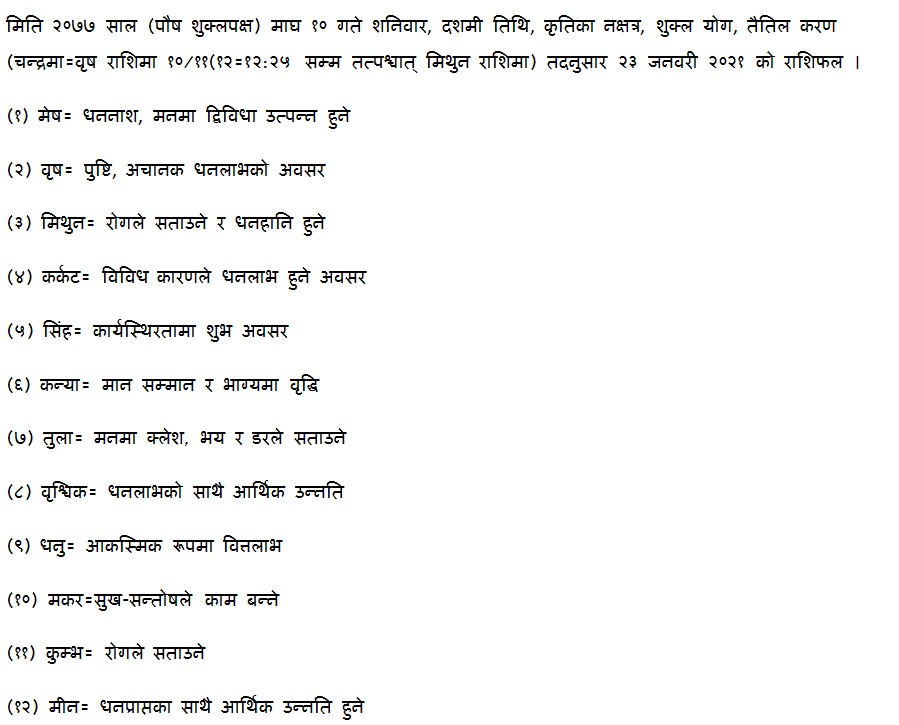 मिति २०७७ साल (पौष शुक्लपक्ष) माघ १० गते शनिवार, दशमी तिथि, कृतिका नक्षत्र, शुक्ल योग, तैतिल करण
(चन्द्रमा=वृष राशिमा १०/११(१२=१२:२५ सम्म तत्पश्चात् मिथुन राशिमा) तदनुसार २३ जनवरी २०२१ को राशिफल ।
(१) मेष= धननाश, मनमा द्विविधा उत्पन्न हुने
(२) वृष= पुष्टि, अचानक धनलाभको अवसर
(३) मिथुन= रोगले सताउने र धनहानि हुने
(४) कर्कट= विविध कारणले धनलाभ हुने अवसर
(५) सिंह= कार्यस्थिरतामा शुभ अवसर
(६) कन्या= मान सम्मान र भाग्यमा वृद्धि
(७) तुला= मनमा क्लेश, भय र डरले सताउने
(८) वृश्चिक= धनलाभको साथै आर्थिक उन्नति
(९) धनु= आकस्मिक रूपमा वित्तलाभ
(१०) मकर=सुख-सन्तोषले काम बन्ने
(११) कुम्भ= रोगले सताउने
(१२) मीन= धनप्राप्तका साथै आर्थिक उन्नति हुने